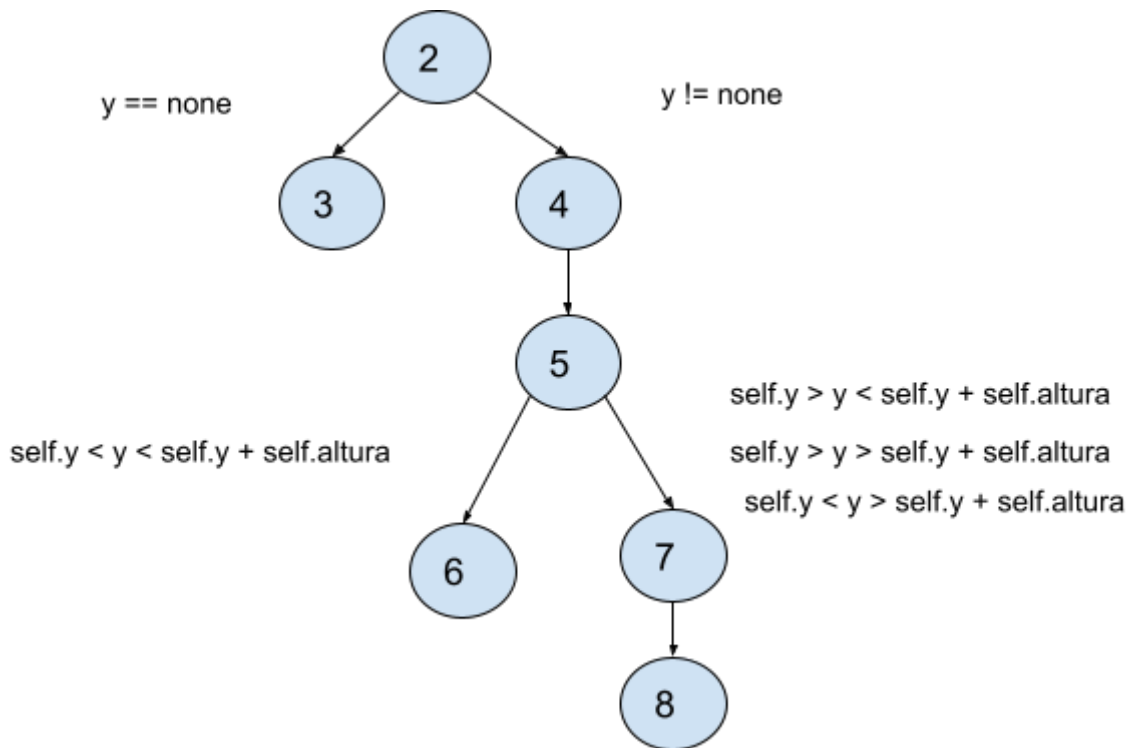 2
y == none
y != none
3
4
5
self.y > y < self.y + self.altura
self.y < y < self.y + self.altura
self.y > y > self.y + self.altura
self.y < y > self.y + self.altura
6
7
8